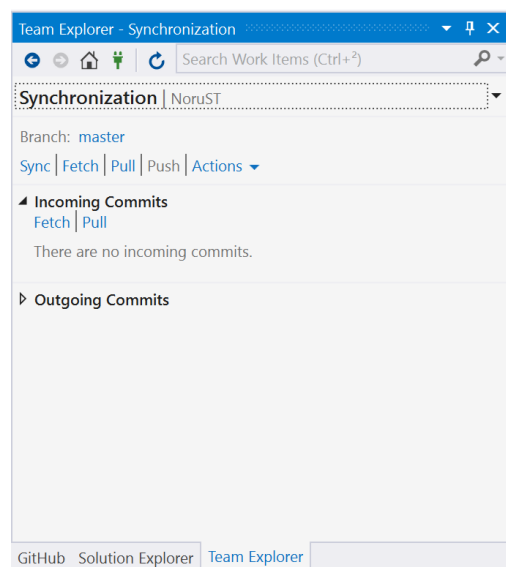 Team Explorer - Synchronization
Search Work Items (Ctrl+²)
Synchronization | NoruST
Branch: master
Sync | Fetch | Pull | Push | Actions
Incoming Commits
Fetch | Pull
There are no incoming commits.
Outgoing Commits
GitHub Solution Explorer Team Explorer